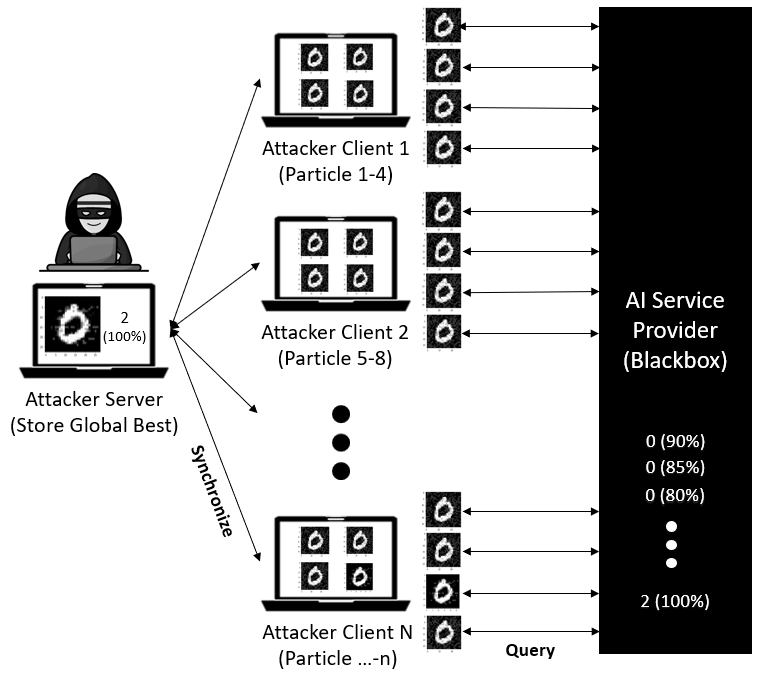 Attacker Client 1
(Particle 1-4)
2
(100%)
Attacker Server
(Store Global Best)
Attacker Client 2
(Particle 5-8)
Synchronize
Attacker Client N
(Particle ...-n)
Query
AI Service
Provider
(Blackbox)
0 (90%)
0 (85%)
0 (80%)
2 (100%)